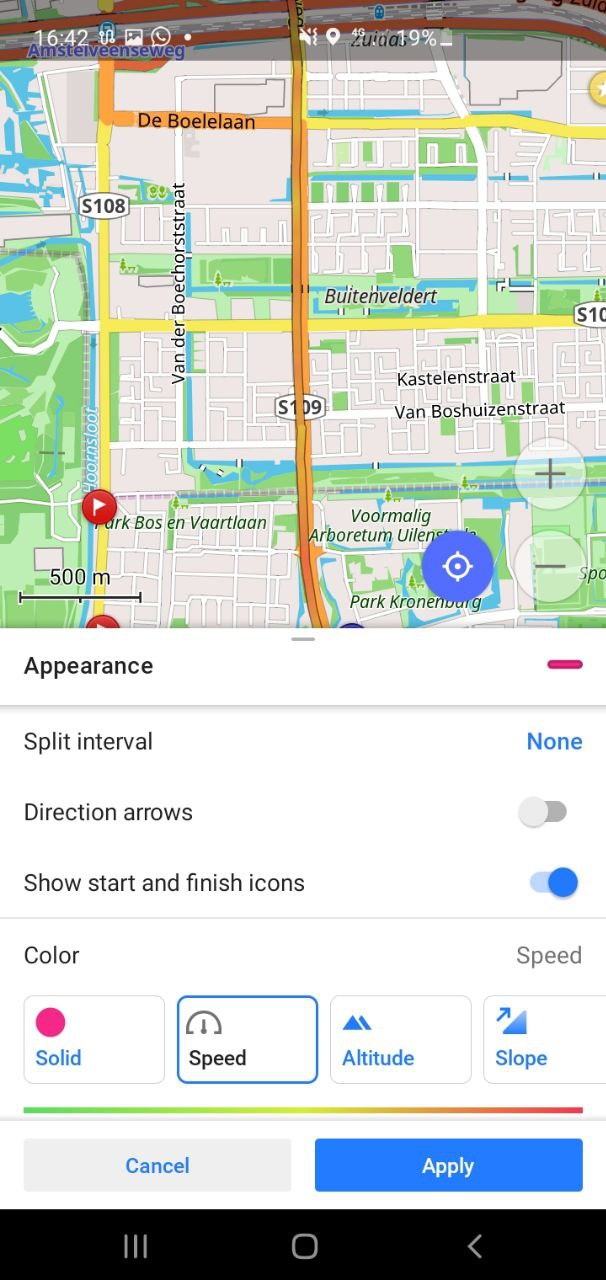 16:42
4G
19%
Zuidas
Amstelveenseweg
De Boelelaan
S108
Van der Boechorststraat
Buitenveldert
Kastelenstraat
S109
Van Boshuizenstraat
Hoornsloot
Park Bos en Vaartlaan
Voormalig
Arboretum Uilenst
500 m
Spo
Park Kronenburg
Appearance
Split interval
None
Direction arrows
Show start and finish icons
Color
Speed
Solid
Speed
Altitude
Slope
Cancel
Apply